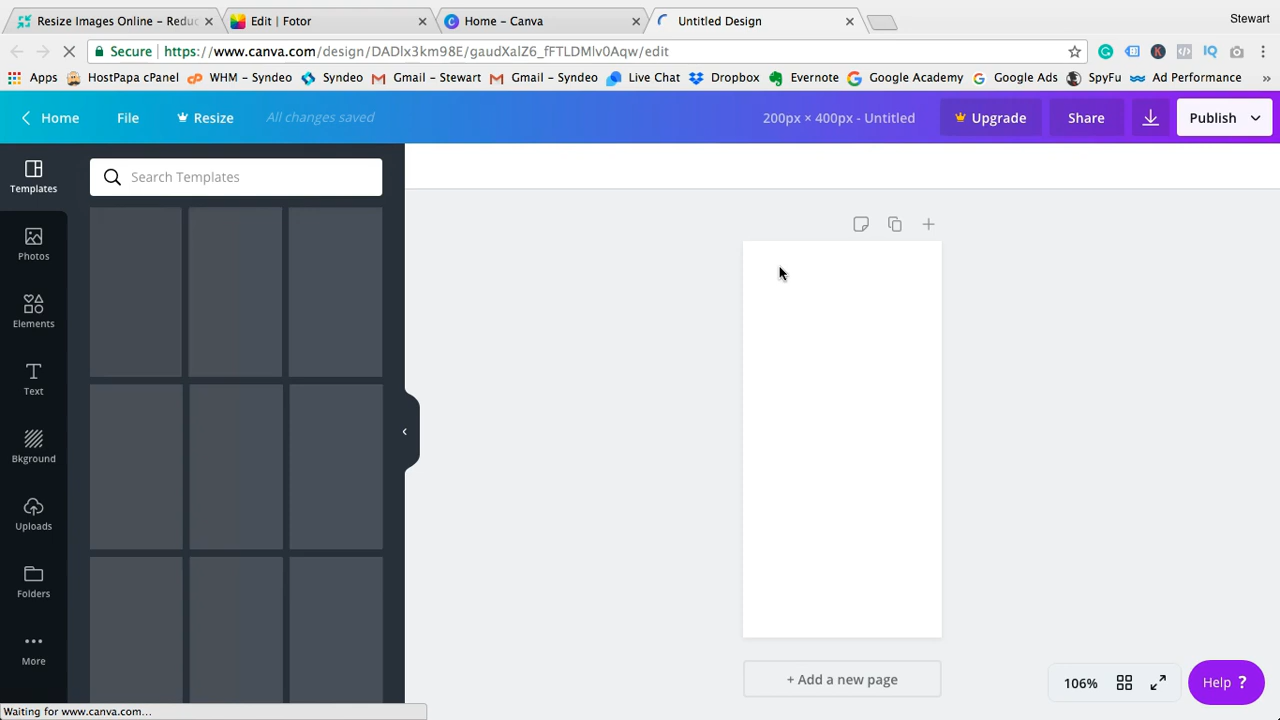 Resize Images Online – Reduc
Edit | Fotor
Home – Canva
Untitled Design
Stewart
Secure
https://www.canva.com/design/DADlx3km98E/gaudXalZ6_fFTLDMlv0Aqw/edit
Apps
HostPapa cPanel
WHM – Syndeo
Syndeo
Gmail – Stewart
Gmail – Syndeo
Live Chat
Dropbox
Evernote
Google Academy
Google Ads
SpyFu
Ad Performance
»
Home
File
Resize
All changes saved
200px × 400px - Untitled
Upgrade
Share
Publish
Templates
Search Templates
Photos
Elements
Text
Bkground
Uploads
Folders
More
+ Add a new page
106%
Help ?
Waiting for www.canva.com...